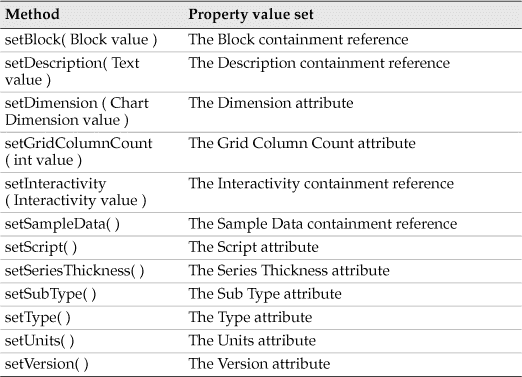 Method Property value set
setBlock( Block value ) The Block containment reference
setDescription( Text The Description containment reference
value )
setDimension ( Chart The Dimension attribute
Dimension value )
setGridColumnCount The Grid Column Count attribute
( int value )
setInteractivity The Interactivity containment reference
( Interactivity value )
setSampleData( ) The Sample Data containment reference
setScript( ) The Script attribute
setSeriesThickness( ) The Series Thickness attribute
setSubType( ) The Sub Type attribute
setType( ) The Type attribute
setUnits( ) The Units attribute
setVersion( ) The Version attribute